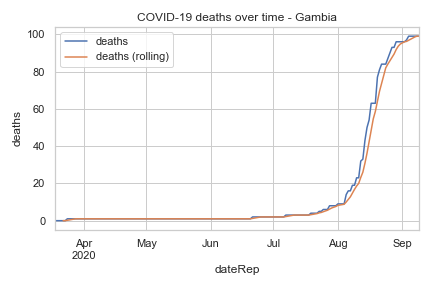 COVID-19 deaths over time - Gambia
deaths
deaths (rolling)
100
80
60
40
20
0
deaths
Apr May Jun Jul Aug Sep
2020
dateRep